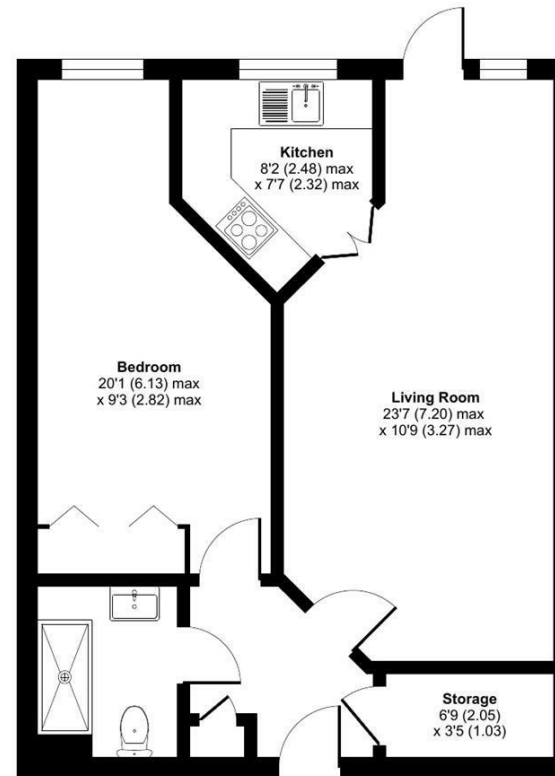 Kitchen
8'2 (2.48) max
x 7'7 (2.32) max
Bedroom
20'1 (6.13) max
x 9'3 (2.82) max
Living Room
23'7 (7.20) max
x 10'9 (3.27) max
Storage
6'9 (2.05)
x 3'5 (1.03)